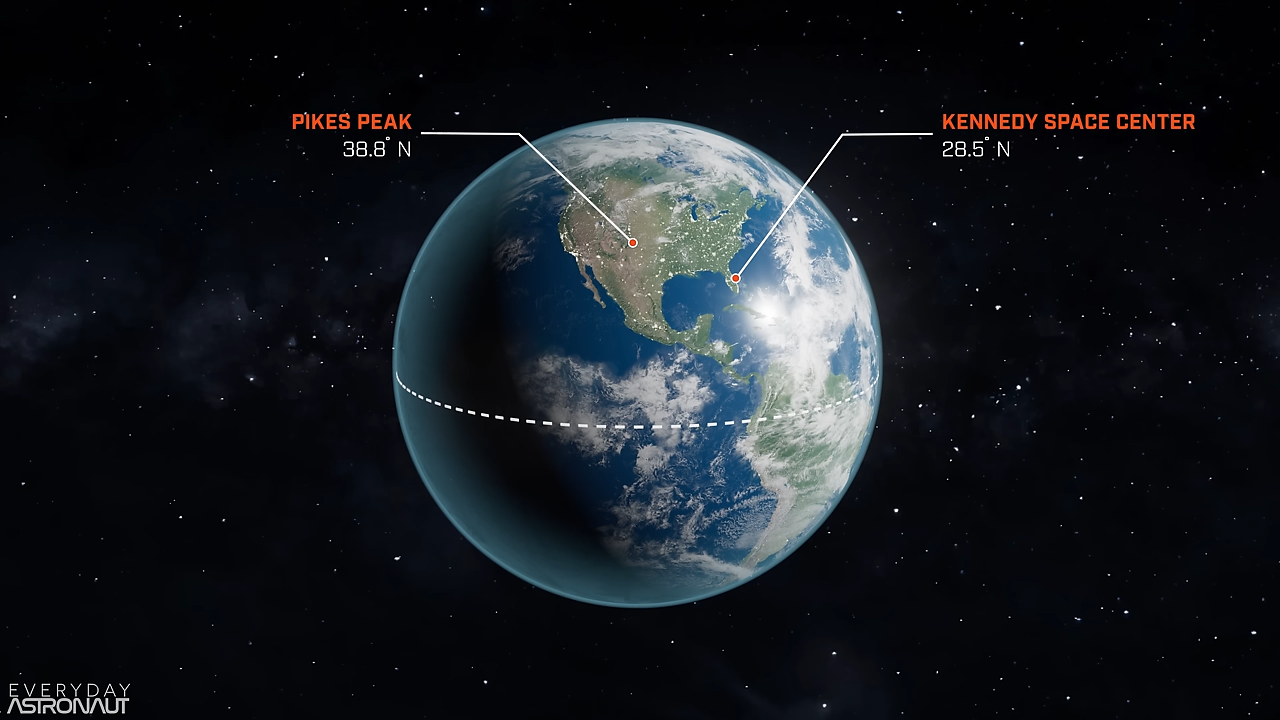 PIKES PEAK
38.8° N
KENNEDY SPACE CENTER
28.5° N
EVERYDAY
ASTRONAUT